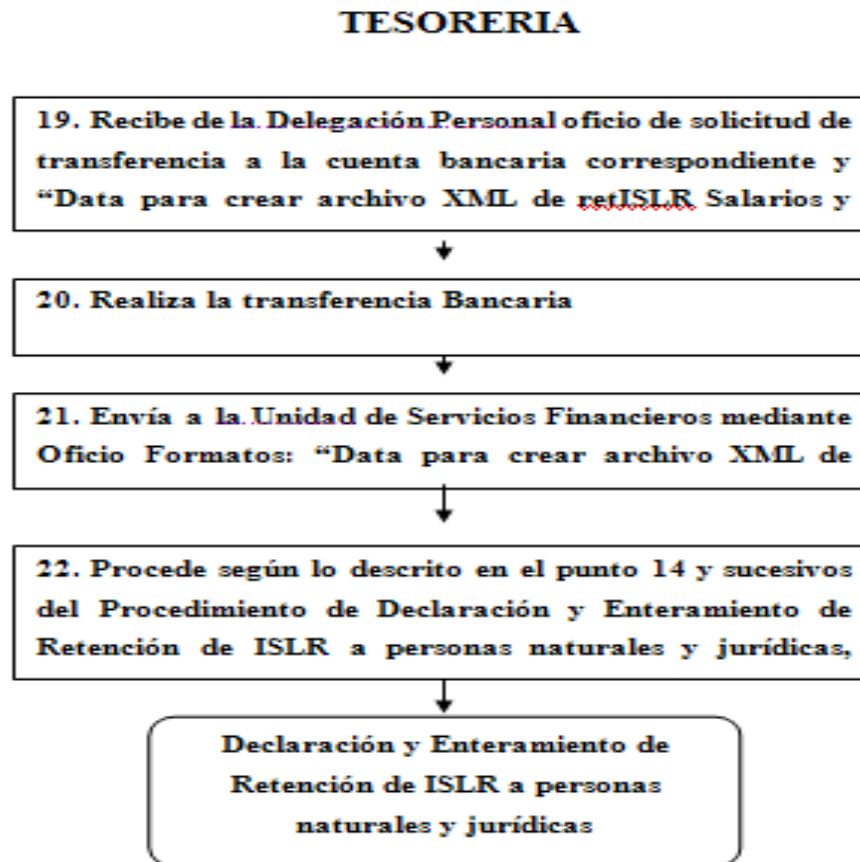 TESORERIA
19. Recibe de la Delegación Personal oficio de solicitud de
transferencia a la cuenta bancaria correspondiente y
“Data para crear archivo XML de retISLR Salarios y
20. Realiza la transferencia Bancaria
21. Envía a la Unidad de Servicios Financieros mediante
Oficio Formatos: “Data para crear archivo XML de
22. Procede según lo descrito en el punto 14 y sucesivos
del Procedimiento de Declaración y Enteramiento de
Retención de ISLR a personas naturales y jurídicas,
Declaración y Enteramiento de
Retención de ISLR a personas
naturales y jurídicas